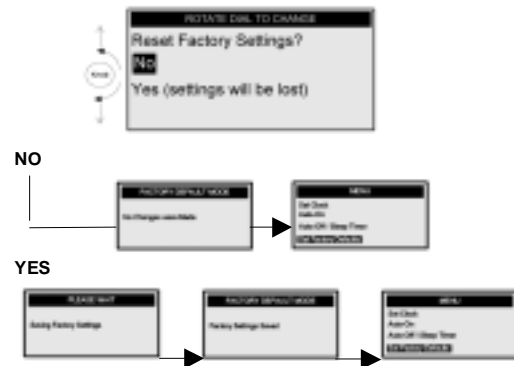 ROTATE DIAL TO CHANGE
Reset Factory Settings?
No
Yes (settings will be lost)
NO
FACTORY DEFAULT MODE
No Changes were Made
MENU
Set Clock
Auto On
Auto Off / Sleep Timer
Set Factory Defaults
YES
PLEASE WAIT
Saving Factory Settings
FACTORY DEFAULT MODE
Factory Settings Saved
MENU
Set Clock
Auto On
Auto Off / Sleep Timer
Set Factory Defaults